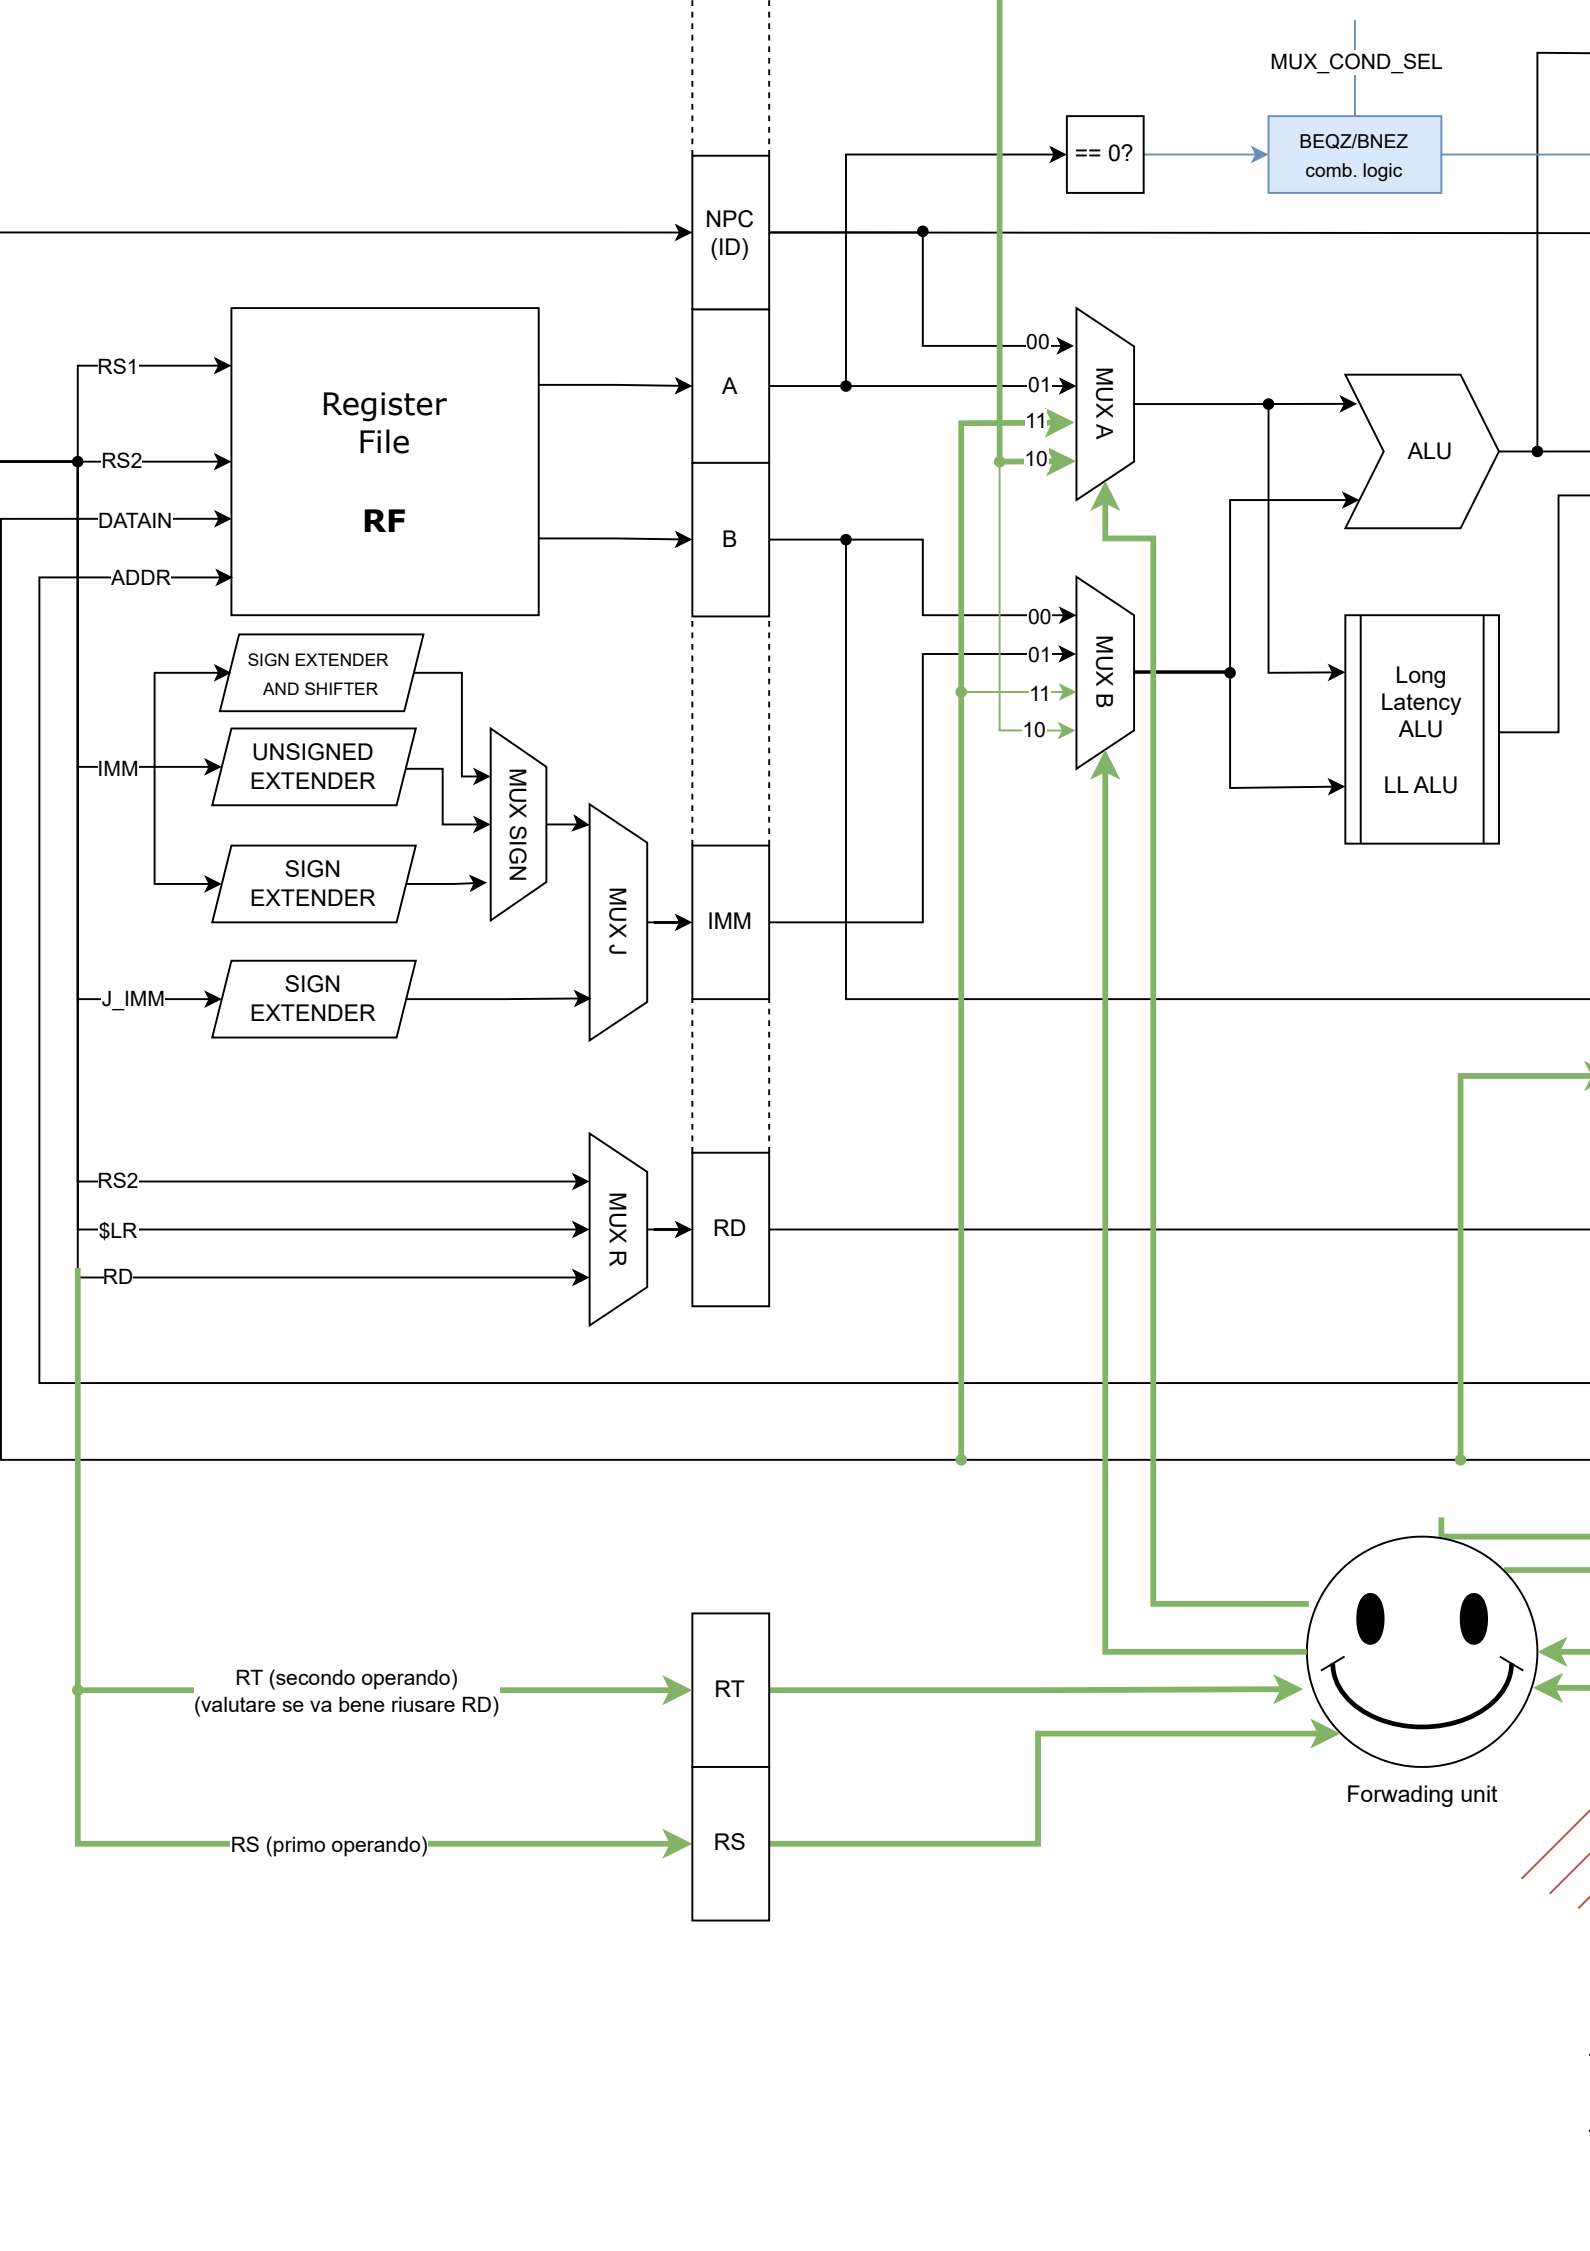 MUX_COND_SEL
== 0?
BEQZ/BNEZ
comb. logic
NPC
(ID)
RS1
RS2
DATAIN
ADDR
Register
File
RF
A
B
00
01
11
10
MUX A
ALU
00
01
11
10
MUX B
Long
Latency
ALU
LL ALU
SIGN EXTENDER
AND SHIFTER
IMM
UNSIGNED
EXTENDER
SIGN
EXTENDER
MUX SIGN
J_IMM
SIGN
EXTENDER
MUX J
IMM
RS2
$LR
RD
MUX R
RD
RT (secondo operando)
(valutare se va bene riusare RD)
RT
RS (primo operando)
RS
Forwading unit